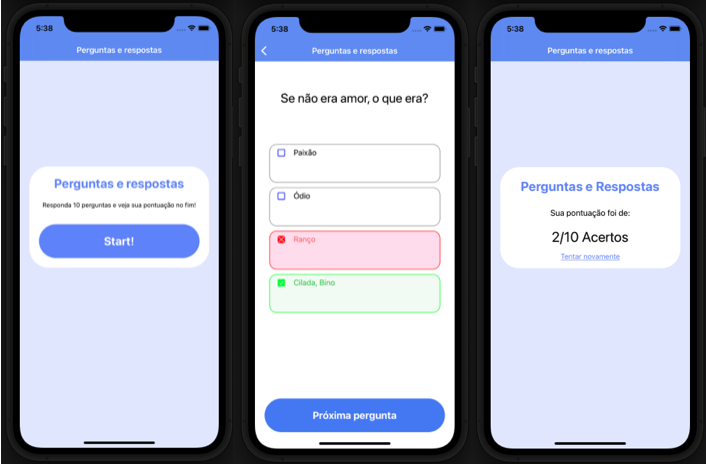 5:38
Perguntas e respostas
Perguntas e respostas
Responda 10 perguntas e veja sua pontuação no fim!
Start!
5:38
Perguntas e respostas
Se não era amor, o que era?
Paixão
Ódio
Ranço
Cilada, Bino
Próxima pergunta
5:38
Perguntas e respostas
Perguntas e Respostas
Sua pontuação foi de:
2/10 Acertos
Tentar novamente